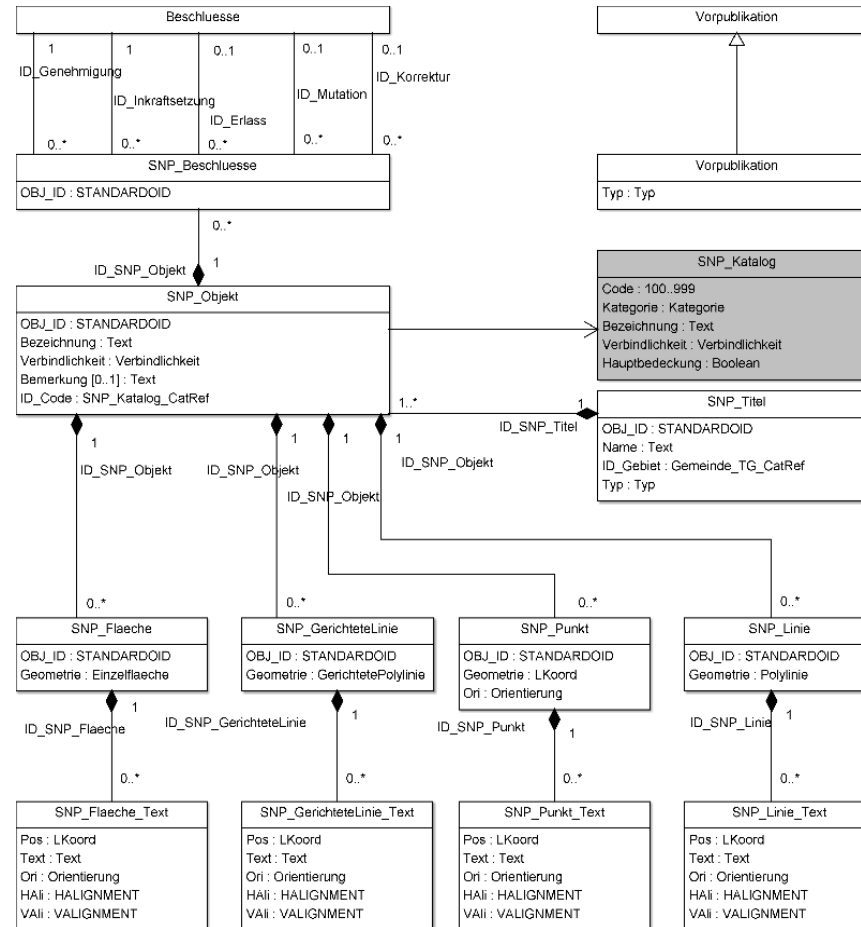 Beschluesse
Vorpublikation
1
1
0..1
0..1
0..1
ID_Genehmigung
ID_Inkraftsetzung
ID_Erlass
ID_Mutation
ID_Korrektur
0..*
0..*
0..*
0..*
0..*
SNP_Beschluesse
OBJ_ID : STANDARDOID
Vorpublikation
Typ : Typ
0..*
1
ID_SNP_Objekt
SNP_Katalog
Code : 100..999
Kategorie : Kategorie
Bezeichnung : Text
Verbindlichkeit : Verbindlichkeit
Hauptbedeckung : Boolean
SNP_Objekt
OBJ_ID : STANDARDOID
Bezeichnung : Text
Verbindlichkeit : Verbindlichkeit
Bemerkung [0..1] : Text
ID_Code : SNP_Katalog_CatRef
1..*
1
ID_SNP_Titel
SNP_Titel
OBJ_ID : STANDARDOID
Name : Text
ID_Gebiet : Gemeinde_TG_CatRef
Typ : Typ
1
1
1
1
ID_SNP_Objekt
ID_SNP_Objekt
ID_SNP_Objekt
ID_SNP_Objekt
0..*
0..*
0..*
0..*
SNP_Flaeche
OBJ_ID : STANDARDOID
Geometrie : Einzelflaeche
SNP_GerichteteLinie
OBJ_ID : STANDARDOID
Geometrie : GerichtetePolylinie
SNP_Punkt
OBJ_ID : STANDARDOID
Geometrie : LKoord
Ori : Orientierung
SNP_Linie
OBJ_ID : STANDARDOID
Geometrie : Polylinie
1
ID_SNP_Flaeche
0..*
1
ID_SNP_GerichteteLinie
0..*
1
ID_SNP_Punkt
0..*
1
ID_SNP_Linie
0..*
SNP_Flaeche_Text
Pos : LKoord
Text : Text
Ori : Orientierung
HAli : HALIGNMENT
VAli : VALIGNMENT
SNP_GerichteteLinie_Text
Pos : LKoord
Text : Text
Ori : Orientierung
HAli : HALIGNMENT
VAli : VALIGNMENT
SNP_Punkt_Text
Pos : LKoord
Text : Text
Ori : Orientierung
HAli : HALIGNMENT
VAli : VALIGNMENT
SNP_Linie_Text
Pos : LKoord
Text : Text
Ori : Orientierung
HAli : HALIGNMENT
VAli : VALIGNMENT